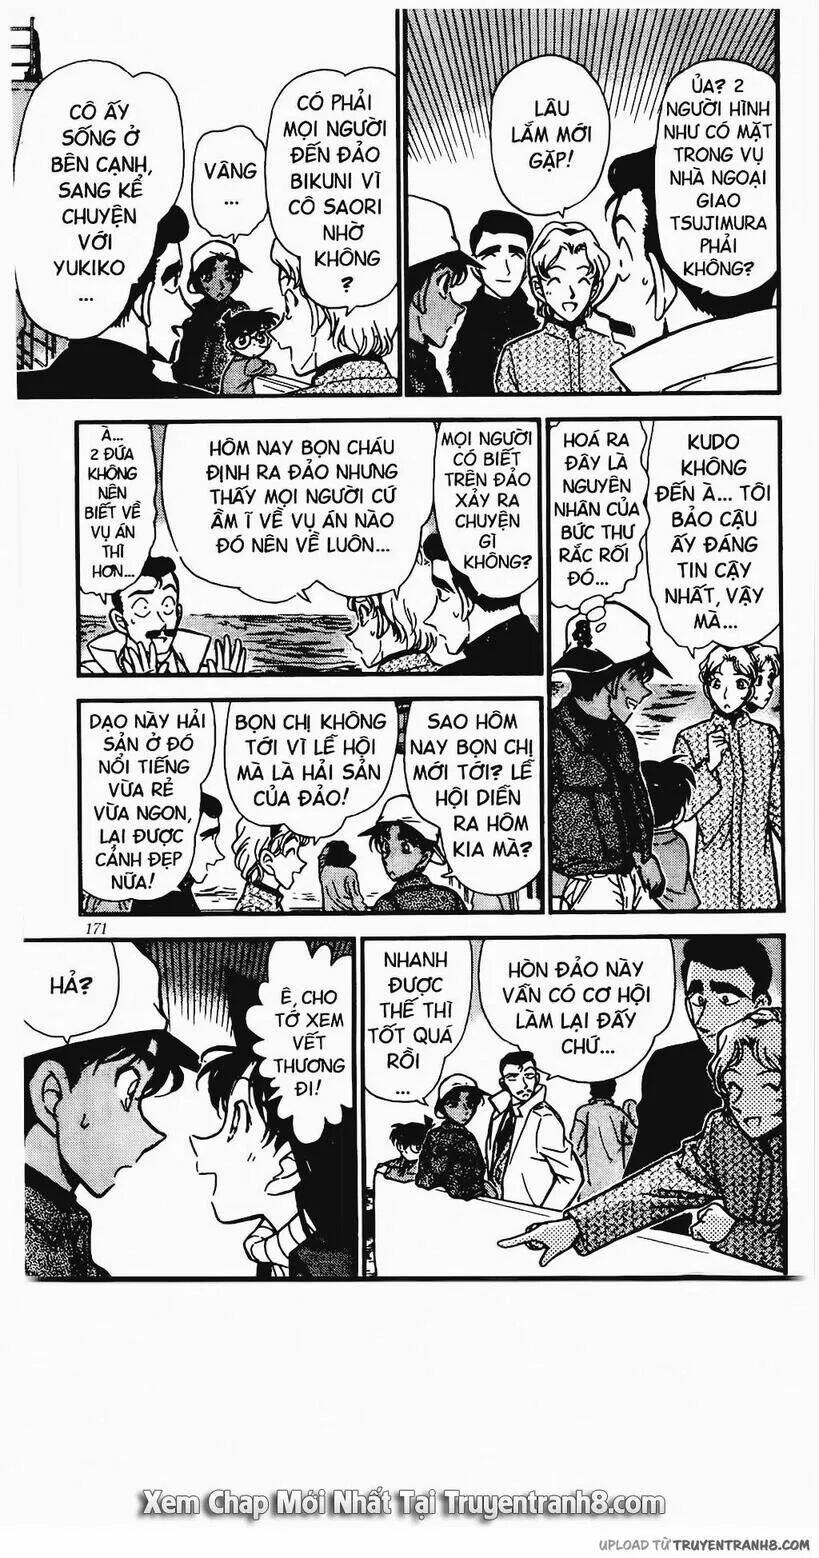 ỦA? 2
NGƯỜI HÌNH
NHƯ CÓ MẶT
TRONG VỤ
NHÀ NGOẠI
GIAO
TSUJIMURA
PHẢI
KHÔNG?
LÂU
LẮM MỚI
GẶP!
CÓ PHẢI
MỌI NGƯỜI
ĐẾN ĐẢO
BIKUNI VÌ
CÔ SAORI
NHỜ
KHÔNG
?
VÂNG
...
CÔ ẤY
SỐNG Ở
BÊN CẠNH,
SANG KỂ
CHUYỆN
VỚI
YUKIKO
...
KUDO
KHÔNG
ĐẾN À... TÔI
BẢO CẬU
ẤY ĐÁNG
TIN CẬY
NHẤT, VẬY
MÀ...
HOÁ RA
ĐÂY LÀ
NGUYÊN
NHÂN CỦA
BỨC THƯ
RẮC RỐI
ĐÓ...
MỌI NGƯỜI
CÓ BIẾT
TRÊN ĐẢO
XẢY RA
CHUYỆN
GÌ
KHÔNG?
HÔM NAY BỌN CHÁU
ĐỊNH RA ĐẢO NHƯNG
THẤY MỌI NGƯỜI CỨ
ẦM Ĩ VỀ VỤ ÁN NÀO
ĐÓ NÊN VỀ LUÔN...
À...
2 ĐỨA
KHÔNG
NÊN
BIẾT VỀ
VỤ ÁN
THÌ
HƠN...
SAO HÔM
NAY BỌN CHỊ
MỚI TỚI? LỄ
HỘI DIỄN
RA HÔM
KIA MÀ?
BỌN CHỊ KHÔNG
TỚI VÌ LỄ HỘI
MÀ LÀ HẢI SẢN
CỦA ĐẢO!
DẠO NÀY HẢI
SẢN Ở ĐÓ
NỔI TIẾNG
VỪA RẺ
VỪA NGON,
LẠI ĐƯỢC
CẢNH ĐẸP
NỮA!
171
HÒN ĐẢO NÀY
VẪN CÓ CƠ HỘI
LÀM LẠI ĐẤY
CHỨ...
NHANH
ĐƯỢC
THẾ THÌ
TỐT QUÁ
RỒI
...
Ê, CHO
TỚ XEM
VẾT
THƯƠNG
ĐI!
HẢ?
Xem Chap Mới Nhất Tại Truyentranh8.com
UPLOAD TỪ TRUYENTRANH8.COM